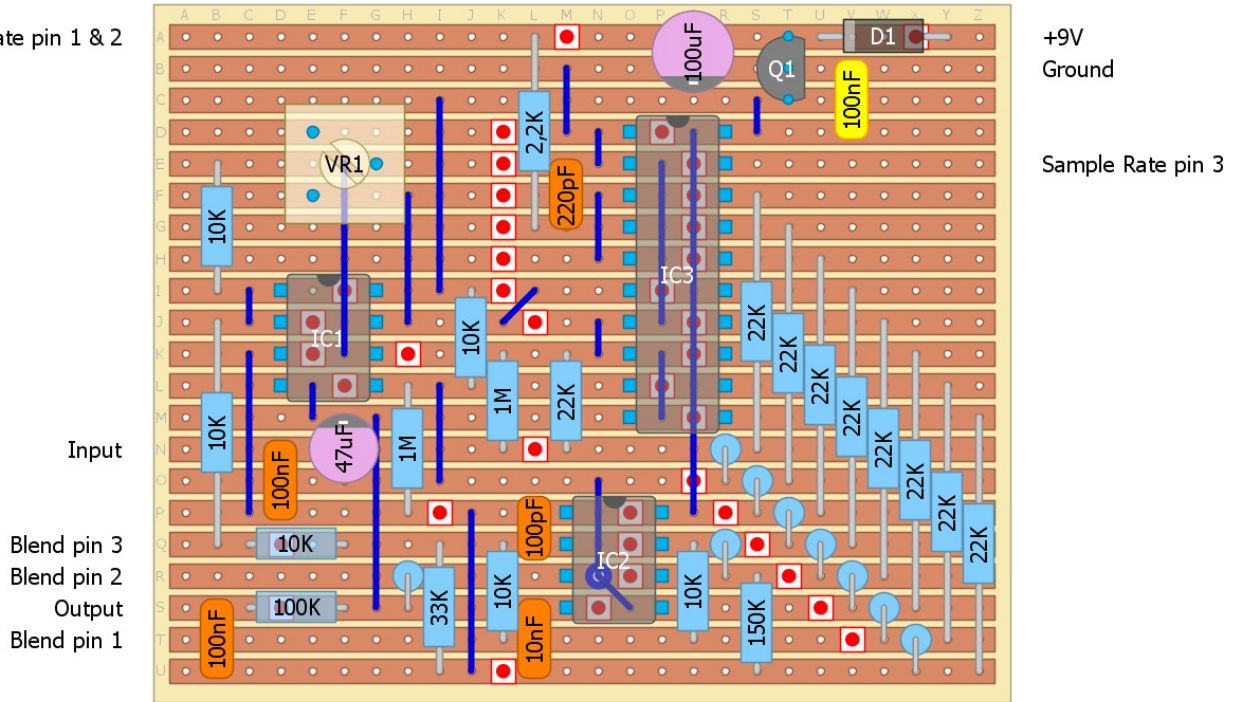 A B C D E F G H I J K L M N O P Q R S T U V W X Y Z
ate pin 1 & 2
A
D1
+9V
B
100uF
Q1
Ground
C
100nF
D
2,2K
E
VR1
Sample Rate pin 3
F
220pF
G
10K
H
I
IC3
J
IC1
10K
22K
K
22K
L
1M
22K
22K
M
10K
1M
22K
Input
N
47uF
22K
O
100nF
22K
P
100pF
22K
Blend pin 3
Q
10K
IC2
22K
Blend pin 2
R
10K
10K
Output
S
100K
33K
150K
Blend pin 1
T
100nF
10nF
U